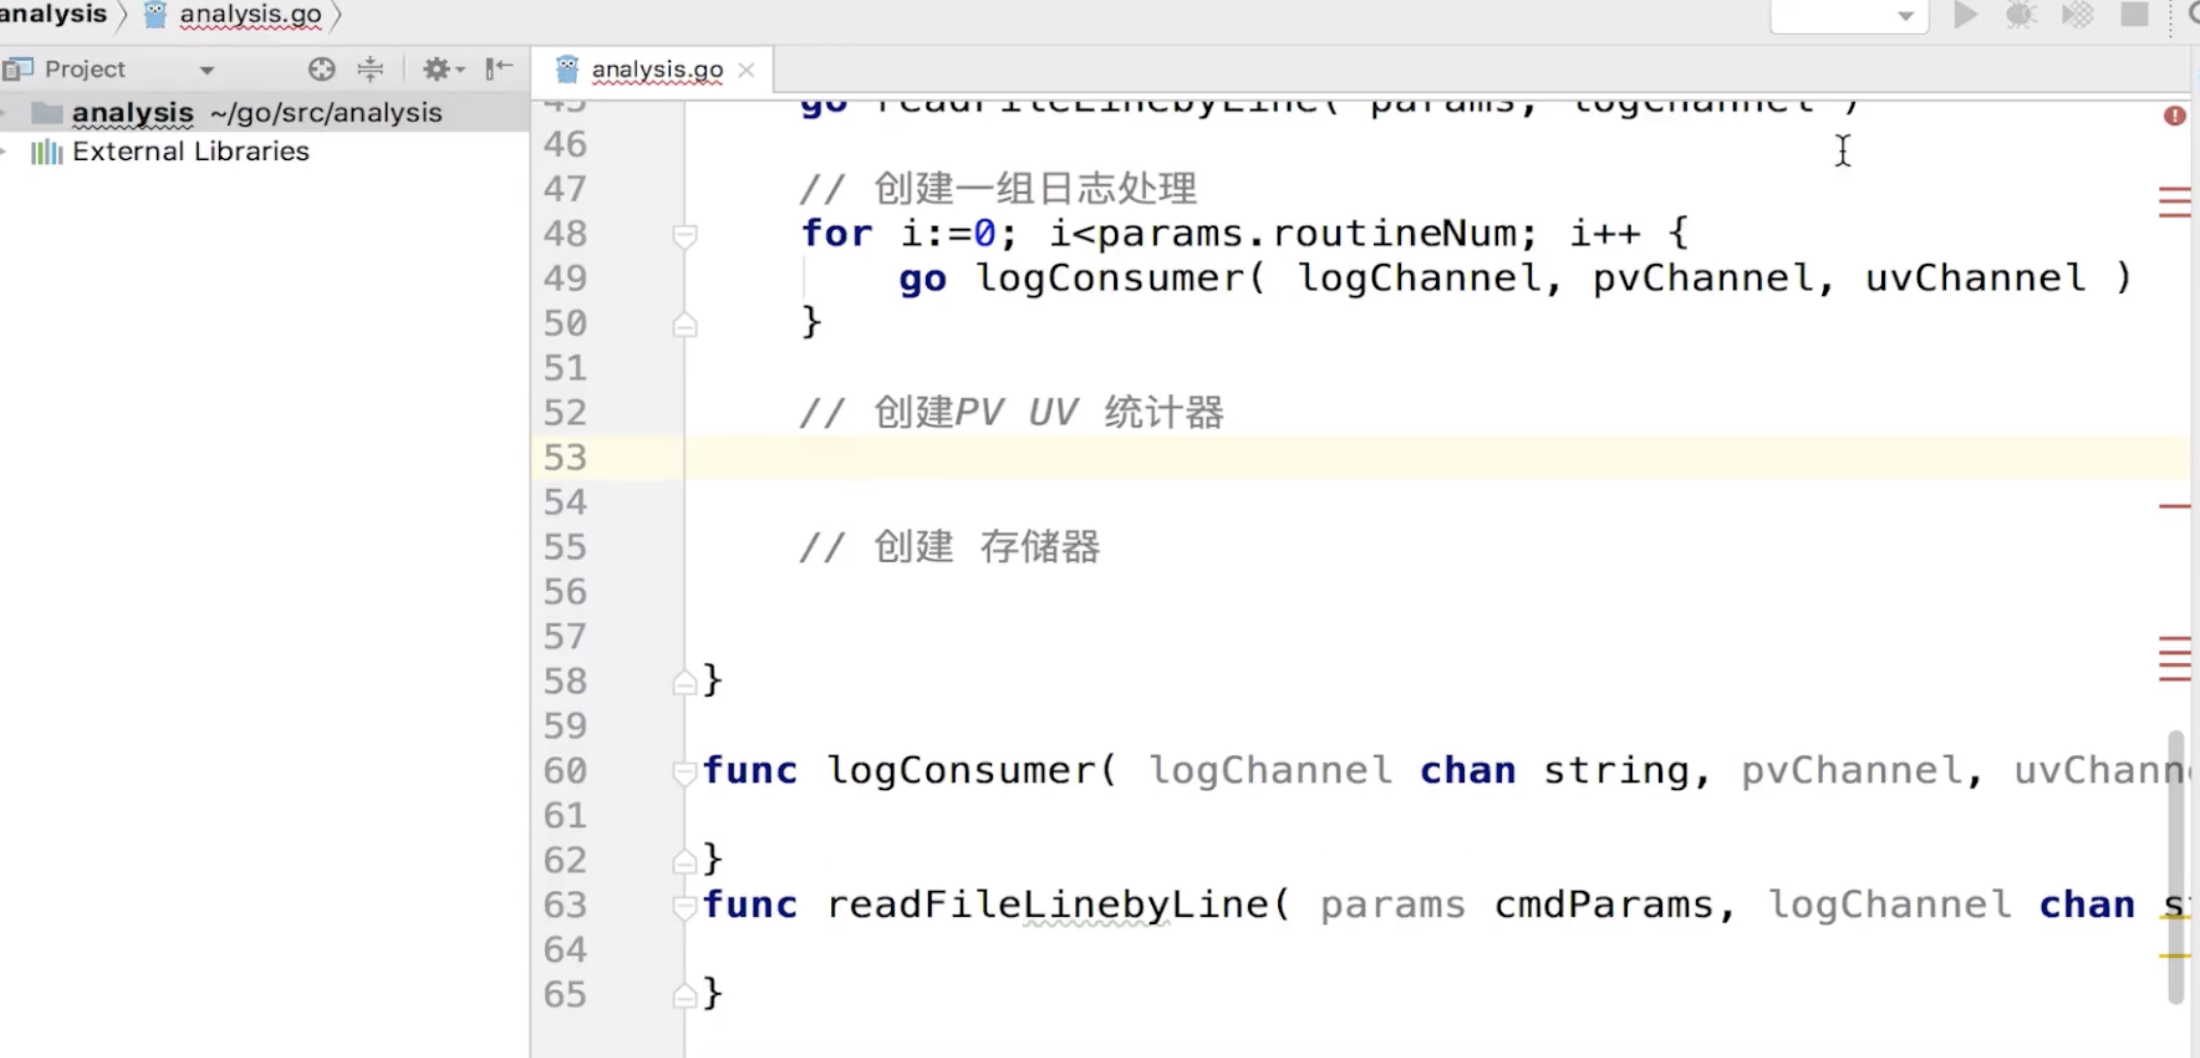 analysis analysis.go
Project
analysis.go
analysis ~/go/src/analysis
External Libraries
45 go readFileLinebyLine( params, logChannel )
46
47 // 创建一组日志处理
48 for i:=0; i<params.routineNum; i++ {
49 go logConsumer( logChannel, pvChannel, uvChannel )
50 }
51
52 // 创建PV UV 统计器
53
54
55 // 创建 存储器
56
57
58 }
59
60 func logConsumer( logChannel chan string, pvChannel, uvChann
61
62 }
63 func readFileLinebyLine( params cmdParams, logChannel chan s
64
65 }